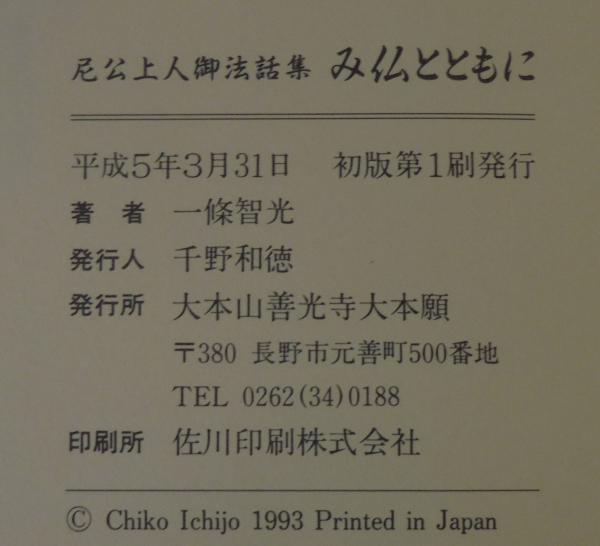 尼公上人御法話集 み仏とともに
平成5年3月31日 初版第1刷発行
著者 一條智光
発行人 千野和徳
発行所 大本山善光寺大本願
〒380 長野市元善町500番地
TEL 0262(34)0188
印刷所 佐川印刷株式会社
© Chiko Ichijo 1993 Printed in Japan